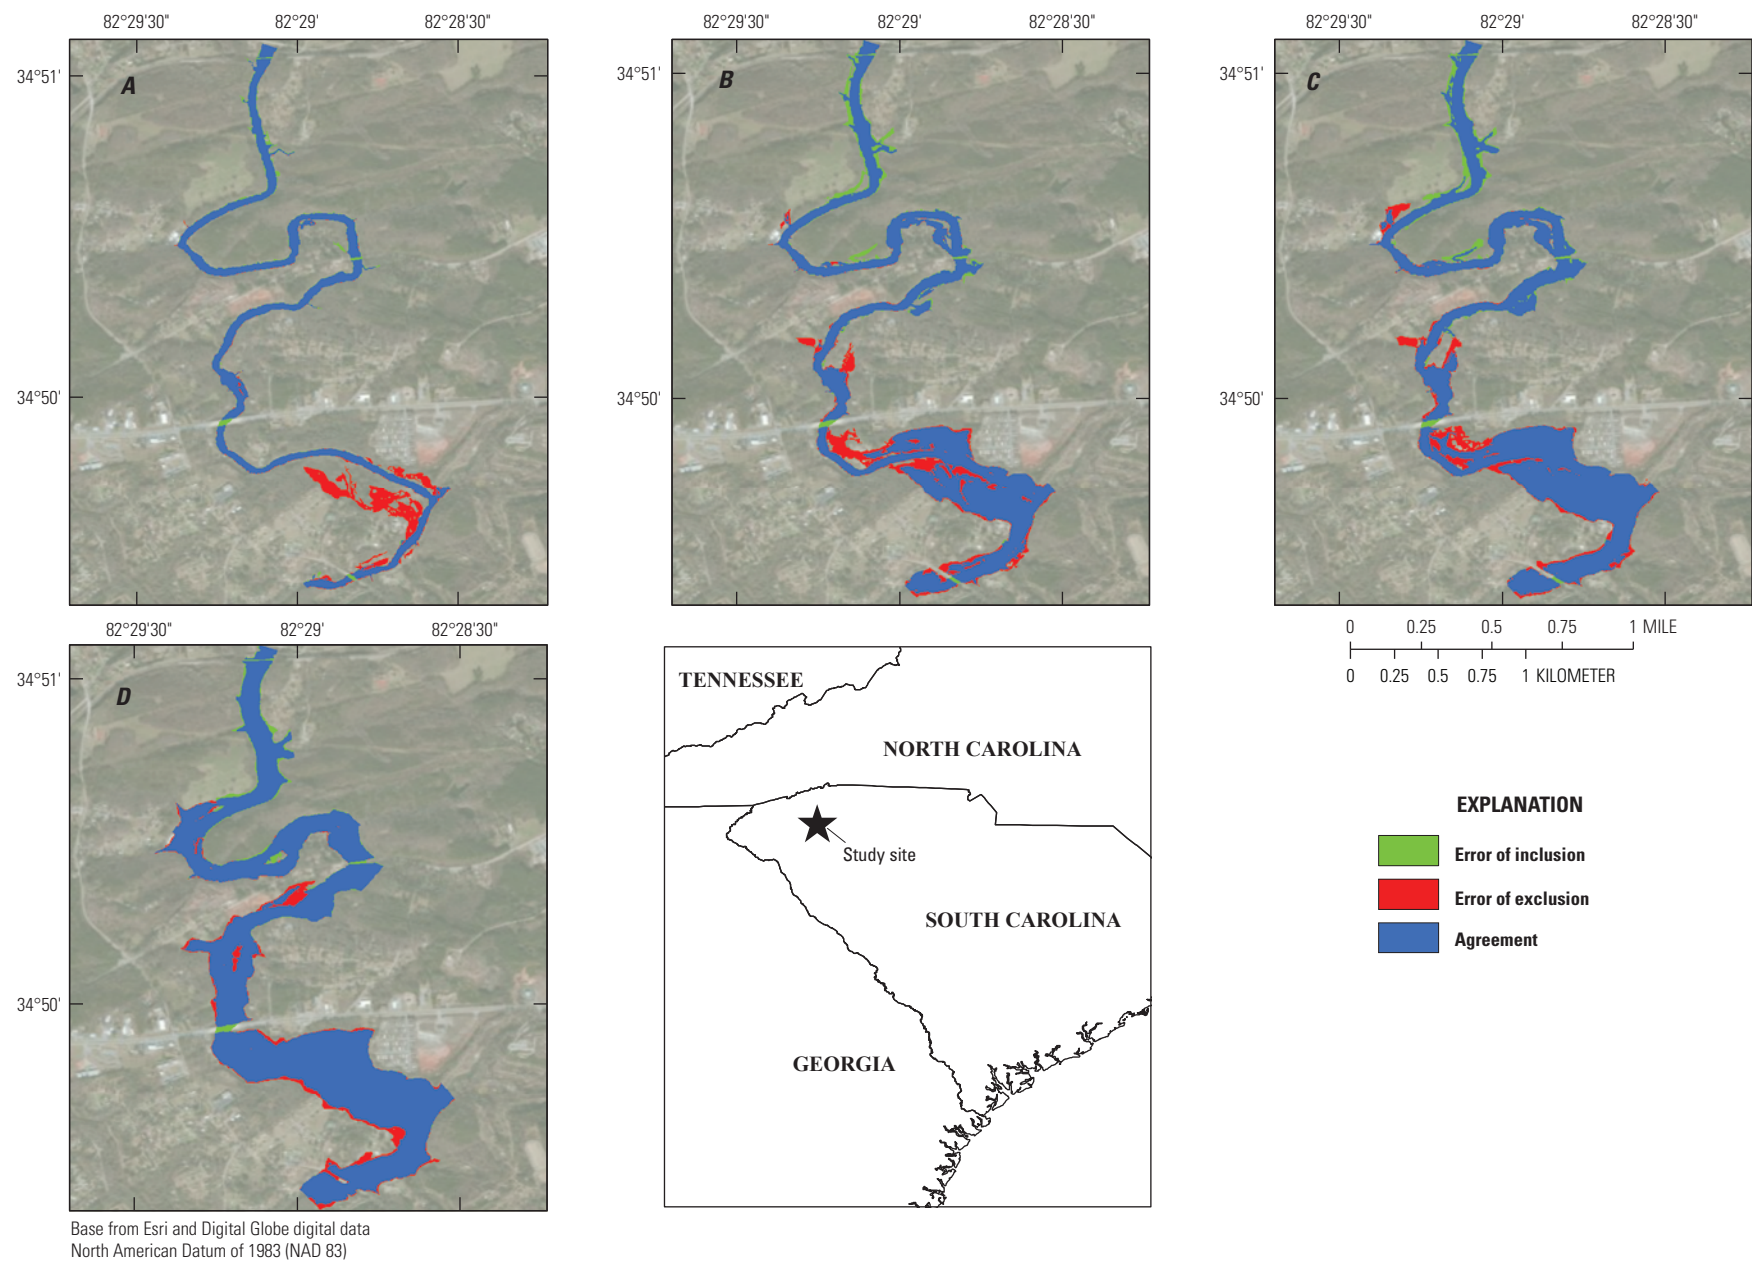 82°29'30" 82°29' 82°28'30" 82°29'30" 82°29' 82°28'30" 82°29'30" 82°29' 82°28'30"
34°51' 34°51' 34°51'
A B C
34°50' 34°50' 34°50'
82°29'30" 82°29' 82°28'30"
0 0.25 0.5 0.75 1 MILE
0 0.25 0.5 0.75 1 KILOMETER
34°51'
D
34°50'
TENNESSEE
NORTH CAROLINA
Study site
SOUTH CAROLINA
GEORGIA
EXPLANATION
Error of inclusion
Error of exclusion
Agreement
Base from Esri and Digital Globe digital data
North American Datum of 1983 (NAD 83)